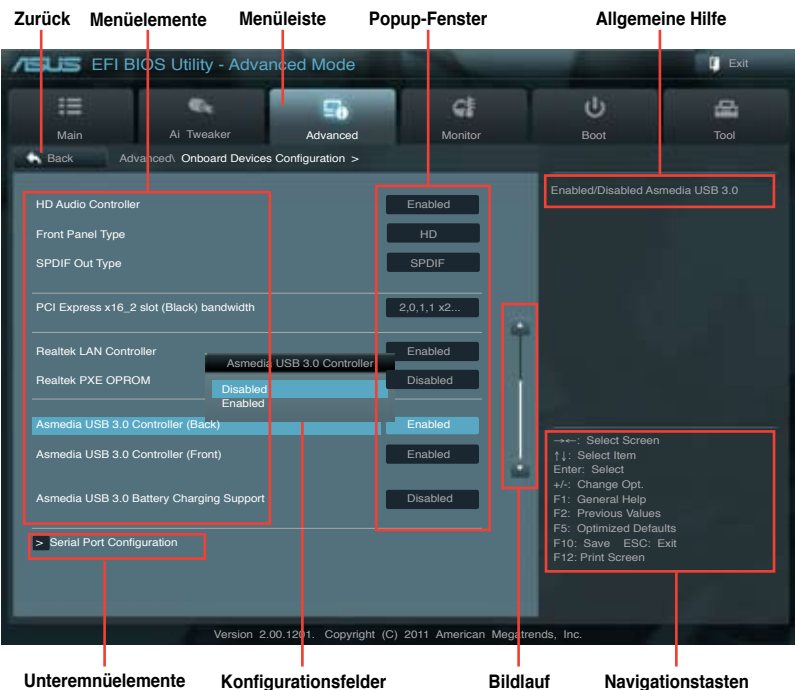 Zurück Menüelemente Menüleiste Popup-Fenster Allgemeine Hilfe
ASUS EFI BIOS Utility - Advanced Mode Exit
Main Ai Tweaker Advanced Monitor Boot Tool
Back Advanced\ Onboard Devices Configuration >
Enabled/Disabled Asmedia USB 3.0
HD Audio Controller Enabled
Front Panel Type HD
SPDIF Out Type SPDIF
PCI Express x16_2 slot (Black) bandwidth 2,0,1,1 x2...
Realtek LAN Controller Enabled
Realtek PXE OPROM Disabled
Asmedia USB 3.0 Controller
Disabled
Enabled
Asmedia USB 3.0 Controller (Back) Enabled
Asmedia USB 3.0 Controller (Front) Enabled
Asmedia USB 3.0 Battery Charging Support Disabled
> Serial Port Configuration
→←: Select Screen
↑↓: Select Item
Enter: Select
+/-: Change Opt.
F1: General Help
F2: Previous Values
F5: Optimized Defaults
F10: Save ESC: Exit
F12: Print Screen
Version 2.00.1201. Copyright (C) 2011 American Megatrends, Inc.
Unteremnüelemente Konfigurationsfelder Bildlauf Navigationstasten